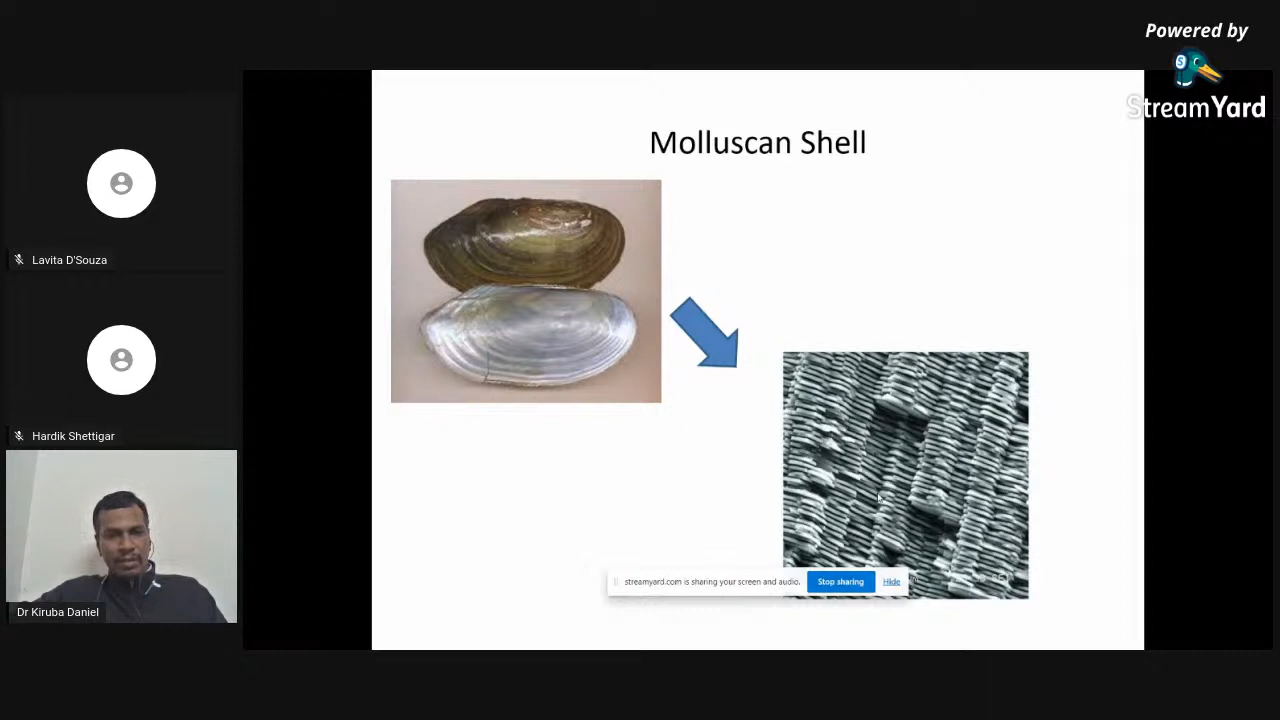 Powered by
StreamYard
Molluscan Shell
Lavita D'Souza
Hardik Shettigar
Dr Kiruba Daniel
streamyard.com is sharing your screen and audio.
Stop sharing
Hide